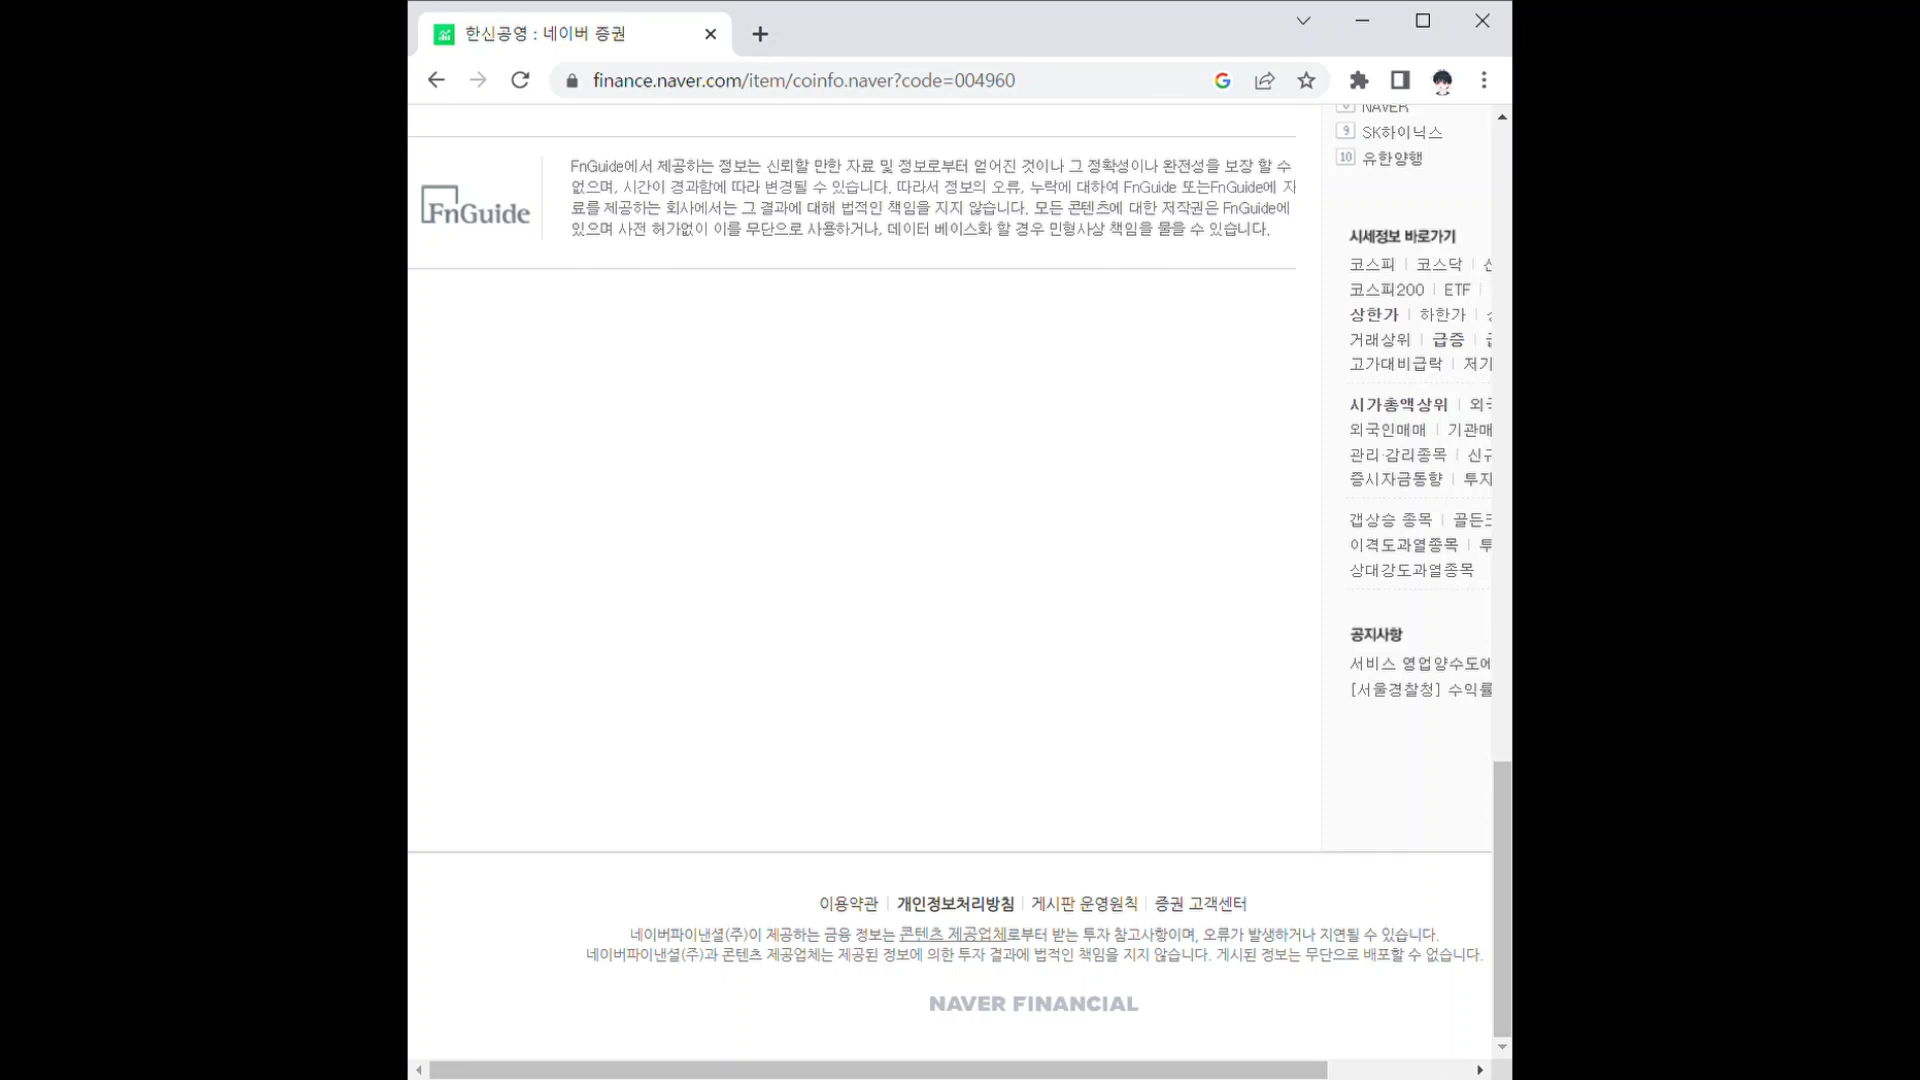 한신공영 : 네이버 증권
finance.naver.com/item/coinfo.naver?code=004960
NAVER
9 SK하이닉스
10 유한양행
FnGuide
FnGuide에서 제공하는 정보는 신뢰할 만한 자료 및 정보로부터 얻어진 것이나 그 정확성이나 완전성을 보장 할 수
없으며, 시간이 경과함에 따라 변경될 수 있습니다. 따라서 정보의 오류, 누락에 대하여 FnGuide 또는FnGuide에 자
료를 제공하는 회사에서는 그 결과에 대해 법적인 책임을 지지 않습니다. 모든 콘텐츠에 대한 저작권은 FnGuide에
있으며 사전 허가없이 이를 무단으로 사용하거나, 데이터 베이스화 할 경우 민형사상 책임을 물을 수 있습니다.
시세정보 바로가기
코스피 | 코스닥 |
코스피200 | ETF |
상한가 | 하한가 |
거래상위 | 급증 |
고가대비급락 |
시가총액상위 |
외국인매매 | 기관매
관리·감리종목 |
증시자금동향 | 투자
갭상승 종목 |
이격도과열종목 | 투
상대강도과열종목
공지사항
서비스 영업양수도에
[서울경찰청] 수익률
이용약관 | 개인정보처리방침 | 게시판 운영원칙 | 증권 고객센터
네이버파이낸셜(주)이 제공하는 금융 정보는 콘텐츠 제공업체로부터 받는 투자 참고사항이며, 오류가 발생하거나 지연될 수 있습니다.
네이버파이낸셜(주)과 콘텐츠 제공업체는 제공된 정보에 의한 투자 결과에 법적인 책임을 지지 않습니다. 게시된 정보는 무단으로 배포할 수 없습니다.
NAVER FINANCIAL